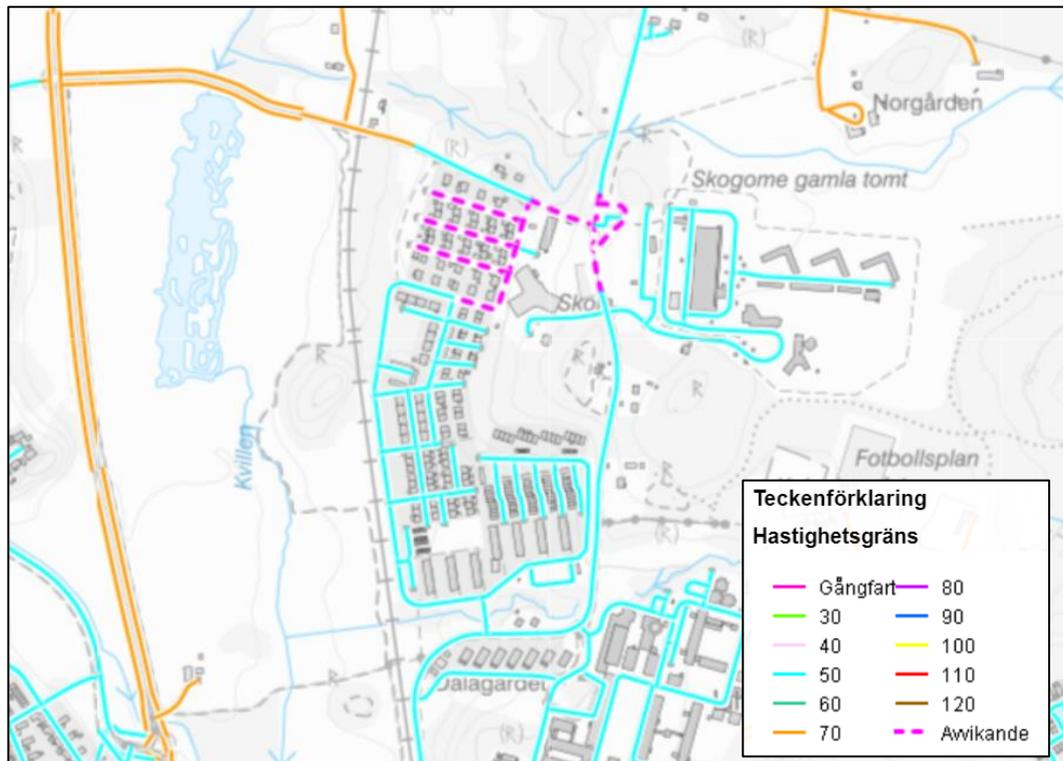 (R)
Norgården
(R)
Skogome gamla tomt
Skola
Kvillen
Fotbollsplan
(R)
Dalagärdet
(R)
Teckenförklaring
Hastighetsgräns
Gångfart 80
30 90
40 100
50 110
60 120
70 Avvikande